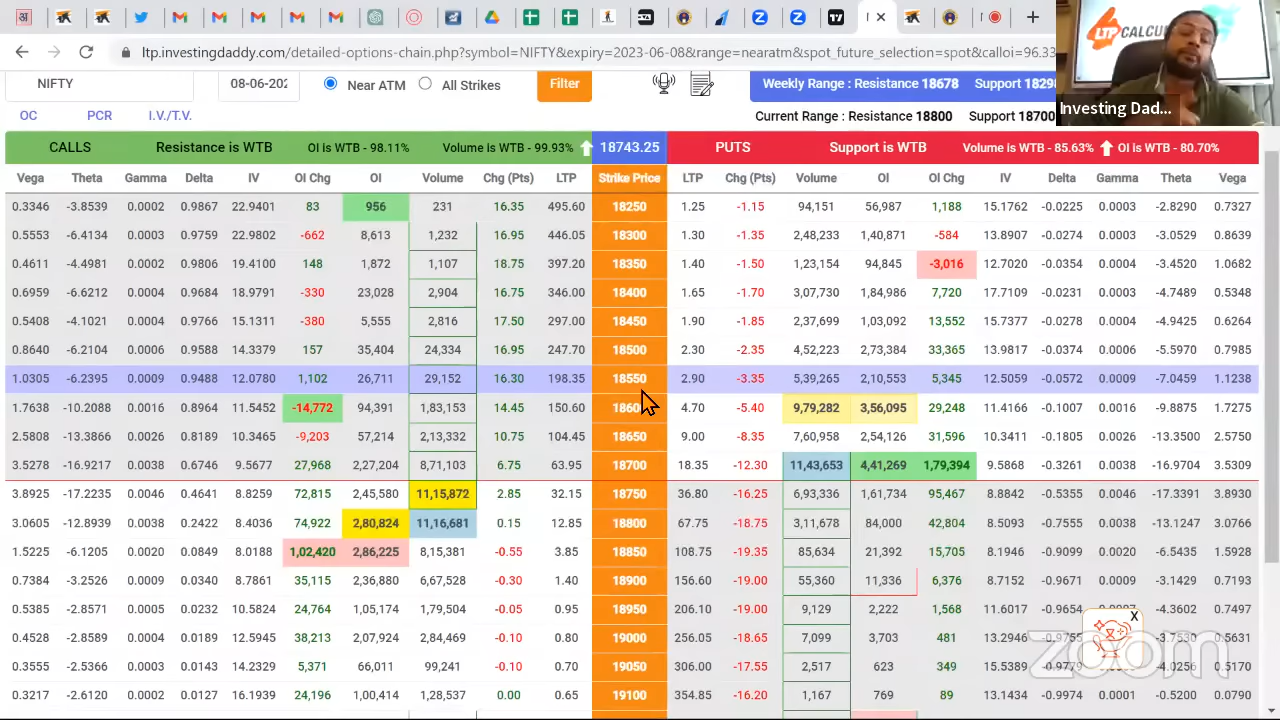 ltp.investingdaddy.com/detailed-options-chain.php?symbol=NIFTY&expiry=2023-06-08&range=nearatm&spot_future_selection=spot&calloi=96.33
LTP CALCU
Investing Dad...
NIFTY 08-06-202 Near ATM All Strikes Filter Weekly Range : Resistance 18678 Support 18298
OC PCR I.V./T.V. Current Range : Resistance 18800 Support 18700
CALLS Resistance is WTB OI is WTB - 98.11% Volume is WTB - 99.93% 18743.25 PUTS Support is WTB Volume is WTB - 85.63% OI is WTB - 80.70%
Vega Theta Gamma Delta IV OI Chg OI Volume Chg (Pts) LTP Strike Price LTP Chg (Pts) Volume OI OI Chg IV Delta Gamma Theta Vega
0.3346 -3.8539 0.0002 0.9867 22.9401 83 956 231 16.35 495.60 18250 1.25 -1.15 94,151 56,987 1,188 15.1762 -0.0225 0.0003 -2.8290 0.7327
0.5553 -6.4134 0.0002 0.9759 22.9802 -662 8,613 1,232 16.95 446.05 18300 1.30 -1.35 2,48,233 1,40,871 -584 13.8907 -0.0274 0.0003 -3.0529 0.8639
0.4611 -4.4981 0.0002 0.9806 19.4100 148 1,872 1,107 18.75 397.20 18350 1.40 -1.50 1,23,154 94,845 -3,016 12.7020 -0.0354 0.0004 -3.4520 1.0682
0.6959 -6.6212 0.0004 0.9684 18.9791 -330 23,028 2,904 16.75 346.00 18400 1.65 -1.70 3,07,730 1,84,986 7,720 17.7109 -0.0231 0.0003 -4.7489 0.5348
0.5408 -4.1021 0.0004 0.9766 15.1311 -380 5,555 2,816 17.50 297.00 18450 1.90 -1.85 2,37,699 1,03,092 13,552 15.7377 -0.0278 0.0004 -4.9425 0.6264
0.8640 -6.2104 0.0006 0.9588 14.3379 157 35,404 24,334 16.95 247.70 18500 2.30 -2.35 4,52,223 2,73,384 33,365 13.9817 -0.0374 0.0006 -5.5970 0.7985
1.0305 -6.2395 0.0009 0.9488 12.0780 1,102 26,711 29,152 16.30 198.35 18550 2.90 -3.35 5,39,265 2,10,553 5,345 12.5059 -0.0572 0.0009 -7.0459 1.1238
1.7638 -10.2088 0.0016 0.8964 11.5452 -14,772 94,391 1,83,153 14.45 150.60 4.70 -5.40 9,79,282 3,56,095 29,248 11.4166 -0.1007 0.0016 -9.8875 1.7275
2.5808 -13.3866 0.0026 0.8189 10.3465 -9,203 57,214 2,13,332 10.75 104.45 18650 9.00 -8.35 7,60,958 2,54,126 31,596 10.3411 -0.1805 0.0026 -13.3500 2.5750
3.5278 -16.9217 0.0038 0.6746 9.5677 27,968 2,27,204 8,71,103 6.75 63.95 18700 18.35 -12.30 11,43,653 4,41,269 1,79,394 9.5868 -0.3261 0.0038 -16.9704 3.5309
3.8925 -17.2235 0.0046 0.4641 8.8259 72,815 2,45,580 11,15,872 2.85 32.15 18750 36.80 -16.25 6,93,336 1,61,734 95,467 8.8842 -0.5355 0.0046 -17.3391 3.8930
3.0605 -12.8939 0.0038 0.2422 8.4036 74,922 2,80,824 11,16,681 0.15 12.85 18800 67.75 -18.75 3,11,678 84,000 42,804 8.5093 -0.7555 0.0038 -13.1247 3.0766
1.5225 -6.1205 0.0020 0.0849 8.0188 1,02,420 2,86,225 8,15,381 -0.55 3.85 18850 108.75 -19.35 85,634 21,392 15,705 8.1946 -0.9099 0.0020 -6.5435 1.5928
0.7384 -3.2526 0.0009 0.0340 8.7861 35,115 2,36,880 6,67,528 -0.30 1.40 18900 156.60 -19.00 55,360 11,336 6,376 8.7152 -0.9671 0.0009 -3.1429 0.7193
0.5385 -2.8571 0.0005 0.0232 10.5824 24,764 1,05,174 1,79,504 -0.05 0.95 18950 206.10 -19.00 9,129 2,222 1,568 11.6017 -0.9654 -4.3602 0.7497
0.4528 -2.8589 0.0004 0.0189 12.5945 38,213 2,07,924 2,84,469 -0.10 0.80 19000 256.05 -18.65 7,099 3,703 481 13.2946 -0.9755 -3.7530 0.5631
0.3555 -2.5366 0.0003 0.0143 14.2329 5,371 66,011 99,241 -0.10 0.70 19050 306.00 -17.55 2,517 623 349 15.5389 -0.9779 -4.0256 0.5170
0.3217 -2.6120 0.0002 0.0127 16.1939 24,196 1,00,414 1,28,537 0.00 0.65 19100 354.85 -16.20 1,167 769 89 13.1434 -0.9974 0.0001 -0.5200 0.0790
zoom